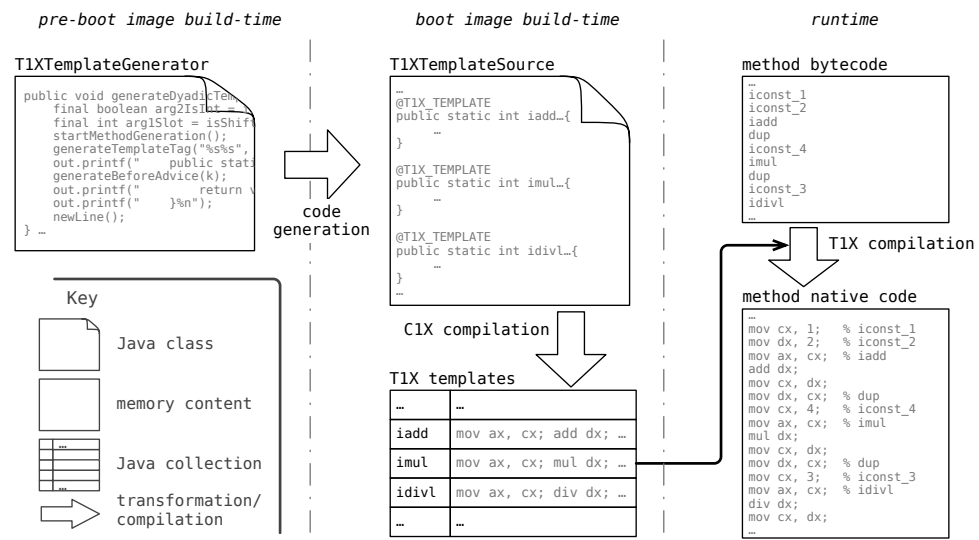 pre-boot image build-time
boot image build-time
runtime
T1XTemplateGenerator
public void generateDyadicTem
final boolean arg2IsInt =
final int arg1Slot = isShift
startMethodGeneration();
generateTemplateTag("%s%s",
out.printf("    public stati
generateBeforeAdvice(k);
out.printf("        return v
out.printf("    }%n");
newLine();
} …
code
generation
T1XTemplateSource
…
@T1X_TEMPLATE
public static int iadd…{
…
}
@T1X_TEMPLATE
public static int imul…{
…
}
@T1X_TEMPLATE
public static int idivl…{
…
}
…
C1X compilation
T1X templates
… …
iadd mov ax, cx; add dx; …
imul mov ax, cx; mul dx; …
idivl mov ax, cx; div dx; …
… …
method bytecode
…
iconst_1
iconst_2
iadd
dup
iconst_4
imul
dup
iconst_3
idivl
…
T1X compilation
method native code
…
mov cx, 1;   % iconst_1
mov dx, 2;   % iconst_2
mov ax, cx;  % iadd
add dx;
mov cx, dx;
mov dx, cx;  % dup
mov cx, 4;   % iconst_4
mov ax, cx;  % imul
mul dx;
mov cx, dx;
mov dx, cx;  % dup
mov cx, 3;   % iconst_3
mov ax, cx;  % idivl
div dx;
mov cx, dx;
…
Key
Java class
memory content
…
Java collection
…
transformation/
compilation